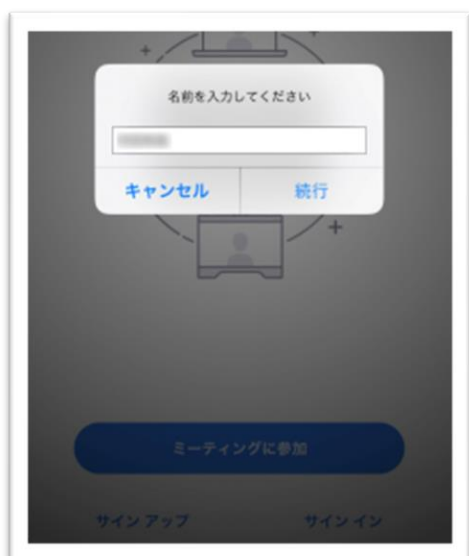 名前を入力してください
キャンセル 続行
ミーティングに参加
サイン アップ サイン イン